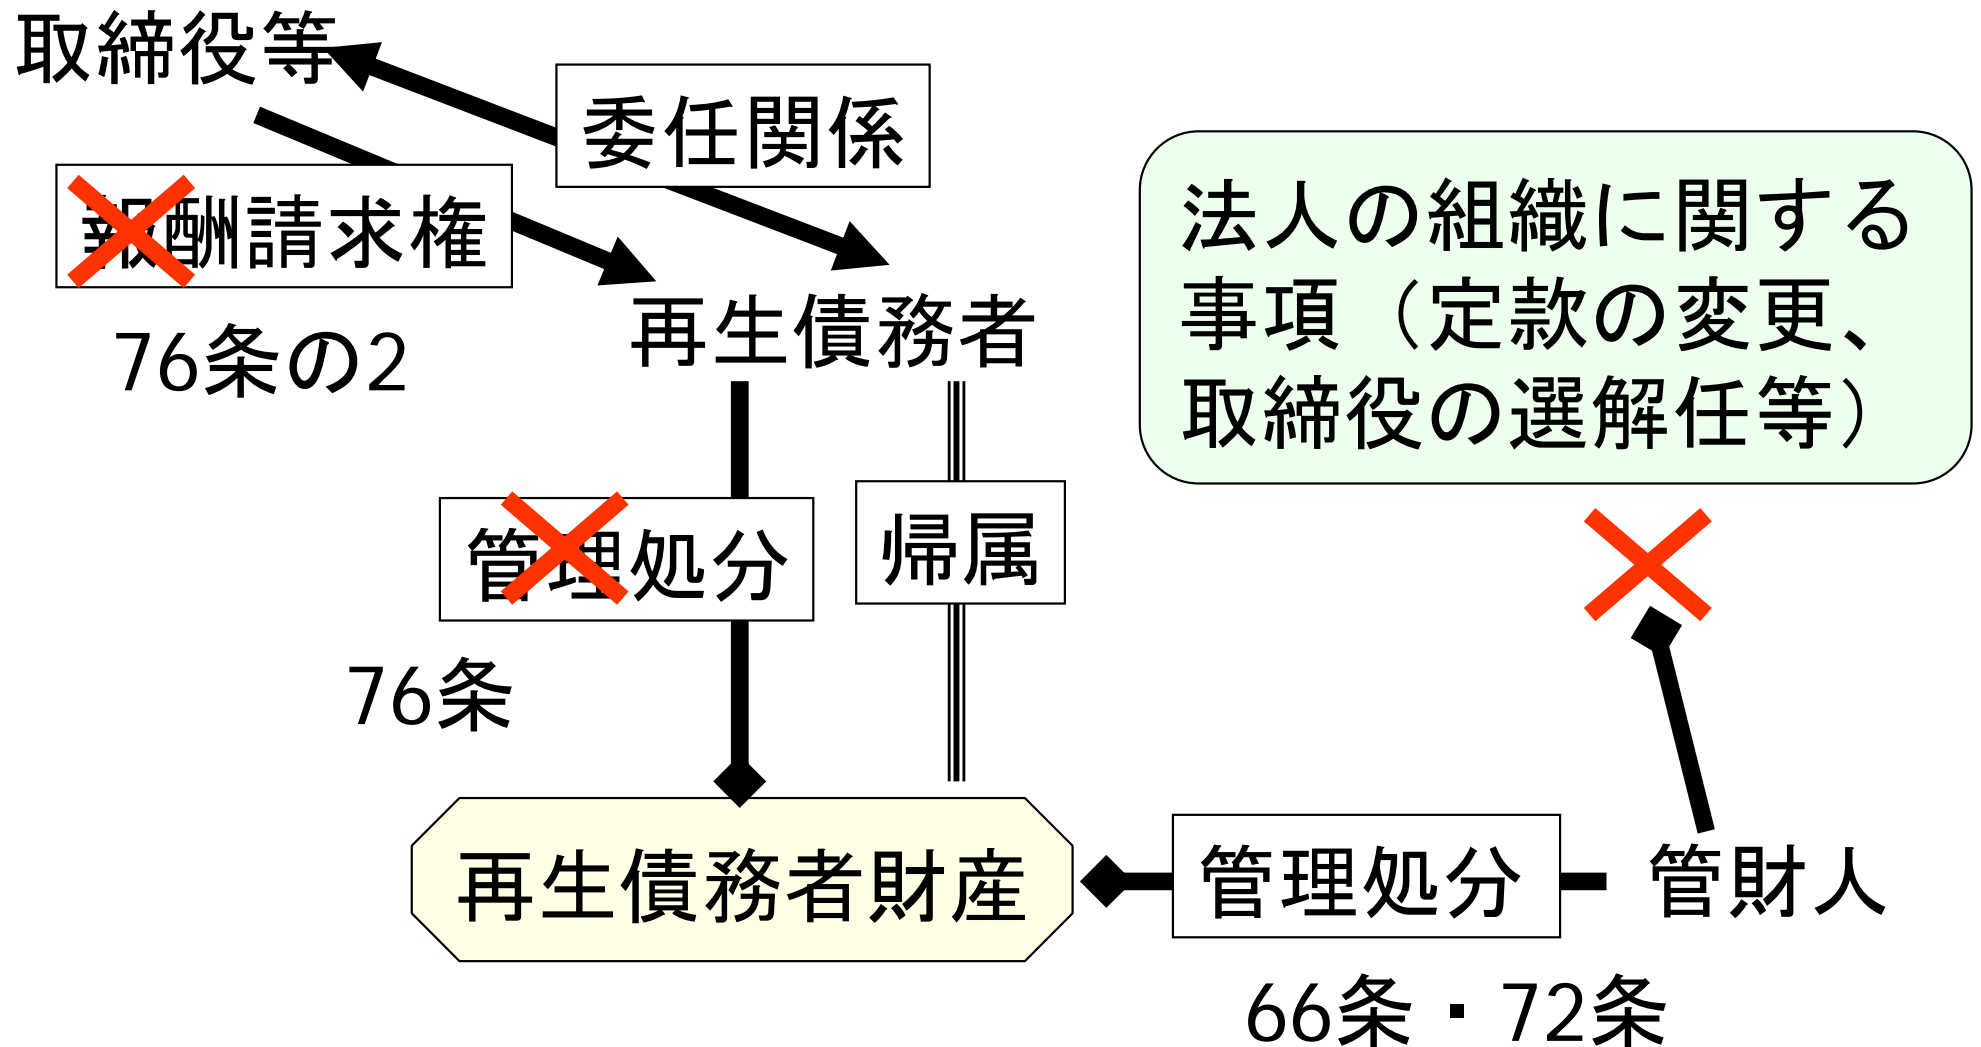 取締役等
委任関係
報酬請求権
76条の2
再生債務者
法人の組織に関する
事項（定款の変更、
取締役の選解任等）
管理処分
帰属
76条
再生債務者財産
管理処分
管財人
66条・72条